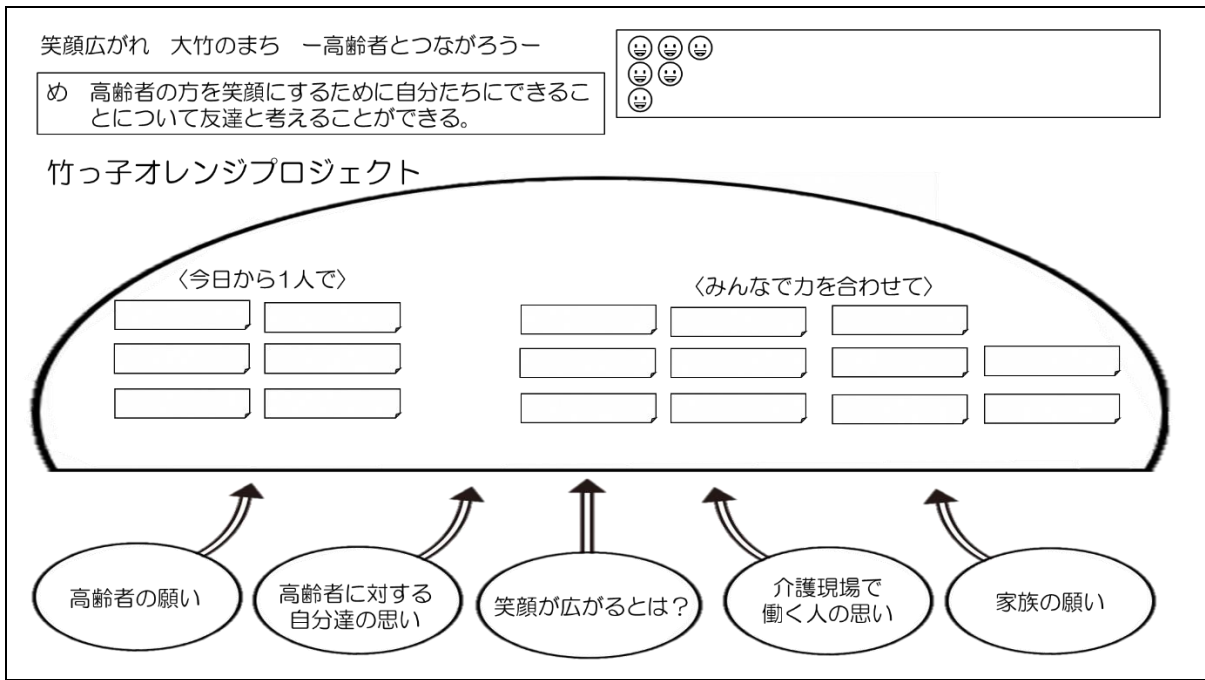 笑顔広がれ　大竹のまち　ー高齢者とつながろうー
め　高齢者の方を笑顔にするために自分たちにできるこ
とについて友達と考えることができる。
竹っ子オレンジプロジェクト
〈今日から1人で〉
〈みんなで力を合わせて〉
高齢者の願い
高齢者に対する
自分達の思い
笑顔が広がるとは？
介護現場で
働く人の思い
家族の願い